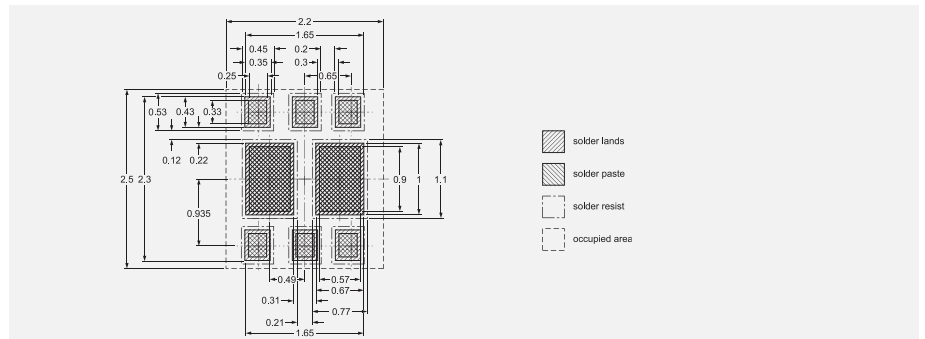 2.2
1.65
0.45 0.2
0.35 0.3
0.25 0.65
0.53 0.43 0.33
solder lands
0.12 0.22
solder paste
2.5 2.3 0.9 1 1.1
solder resist
0.935
occupied area
0.49 0.57
0.67
0.31
0.77
0.21
1.65